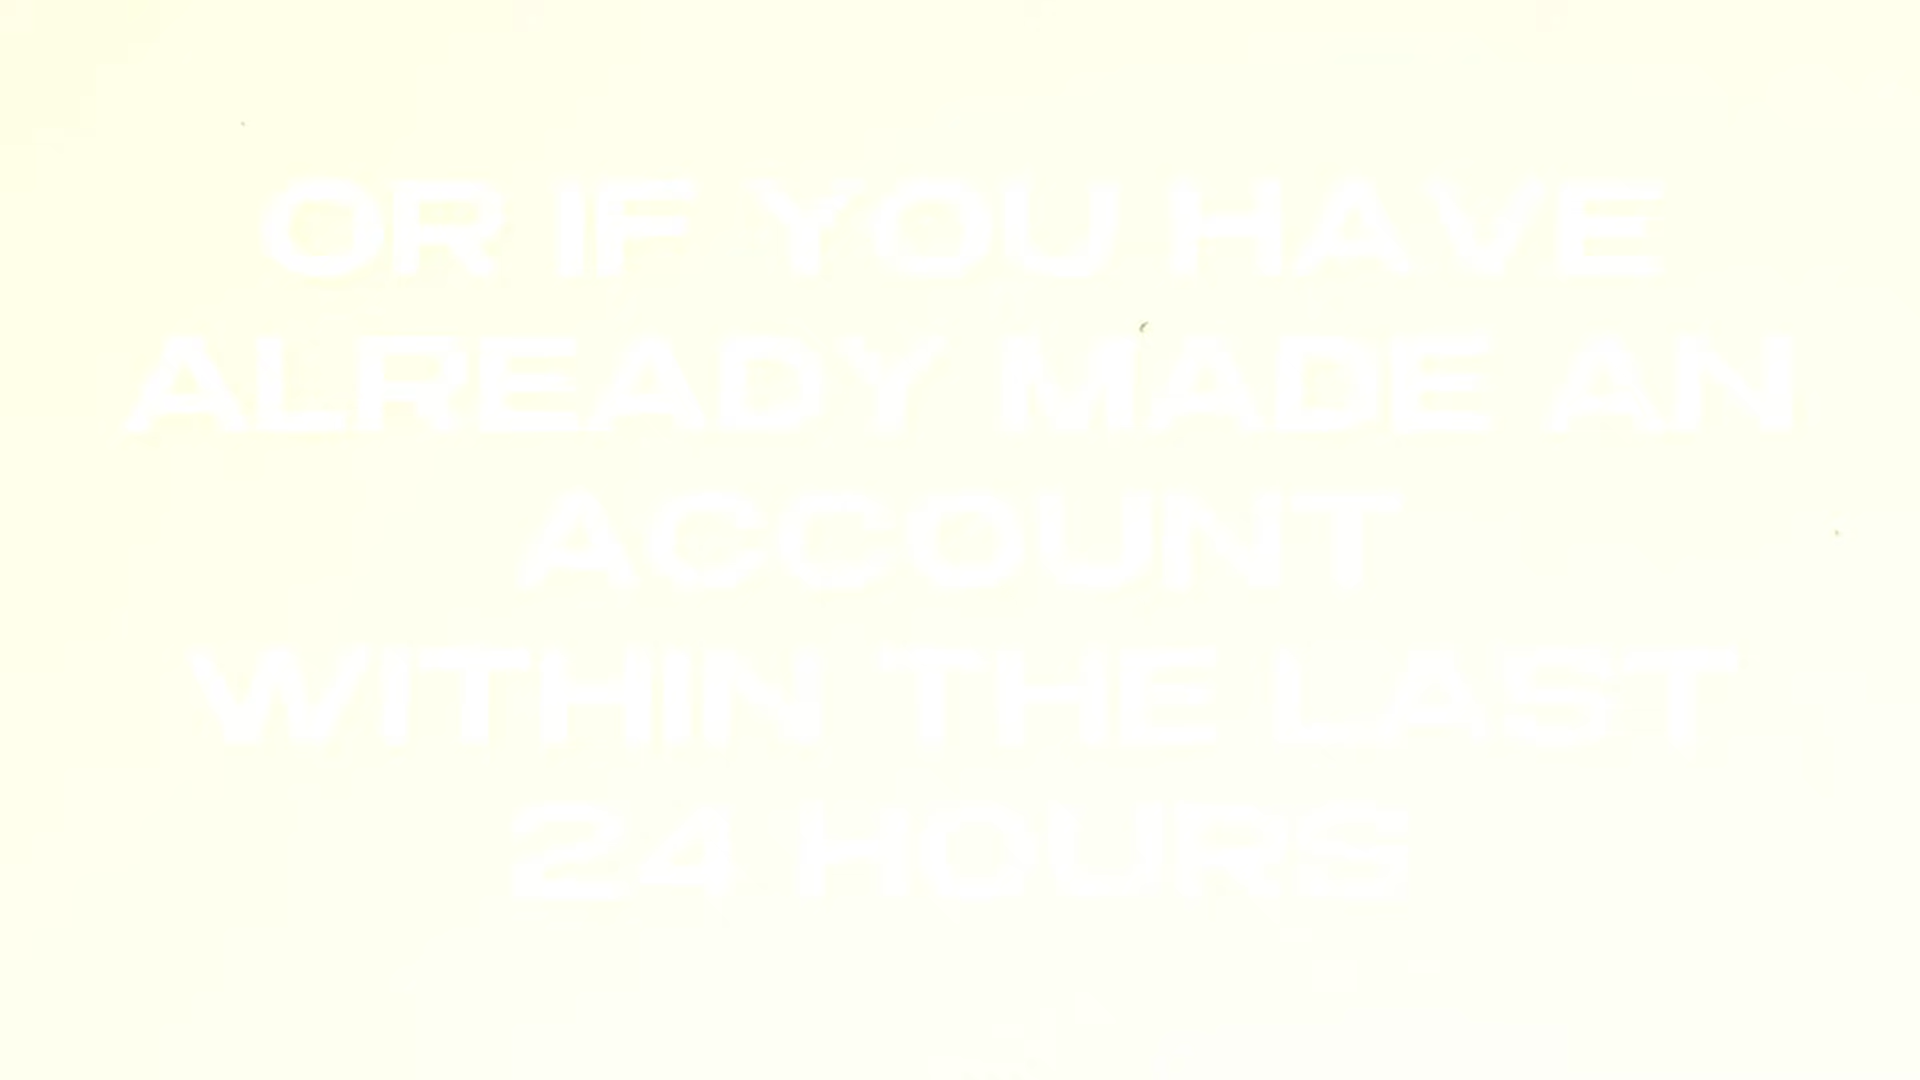 OR IF YOU HAVE
ALREADY MADE AN
ACCOUNT
WITHIN THE LAST
24 HOURS